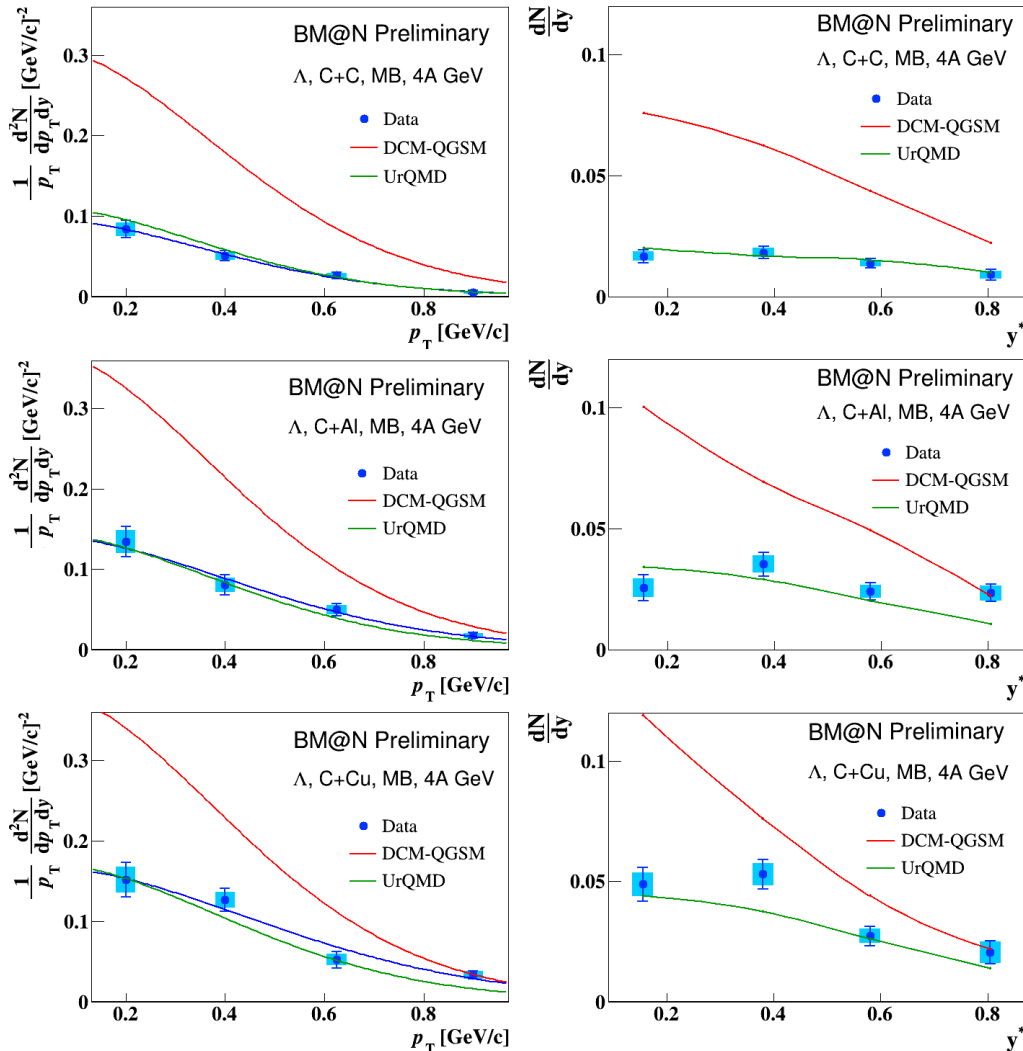 1/p_T d²N/dp_Tdy [GeV/c]⁻²
BM@N Preliminary
Λ, C+C, MB, 4A GeV
Data
DCM-QGSM
UrQMD
0.3
0.2
0.1
0
0.2 0.4 0.6 0.8
p_T [GeV/c]
dN/dy
BM@N Preliminary
Λ, C+C, MB, 4A GeV
Data
DCM-QGSM
UrQMD
0.1
0.05
0
0.2 0.4 0.6 0.8
y*
1/p_T d²N/dp_Tdy [GeV/c]⁻²
BM@N Preliminary
Λ, C+Al, MB, 4A GeV
Data
DCM-QGSM
UrQMD
0.3
0.2
0.1
0
0.2 0.4 0.6 0.8
p_T [GeV/c]
dN/dy
BM@N Preliminary
Λ, C+Al, MB, 4A GeV
Data
DCM-QGSM
UrQMD
0.1
0.05
0
0.2 0.4 0.6 0.8
y*
1/p_T d²N/dp_Tdy [GeV/c]⁻²
BM@N Preliminary
Λ, C+Cu, MB, 4A GeV
Data
DCM-QGSM
UrQMD
0.3
0.2
0.1
0
0.2 0.4 0.6 0.8
p_T [GeV/c]
dN/dy
BM@N Preliminary
Λ, C+Cu, MB, 4A GeV
Data
DCM-QGSM
UrQMD
0.1
0.05
0
0.2 0.4 0.6 0.8
y*